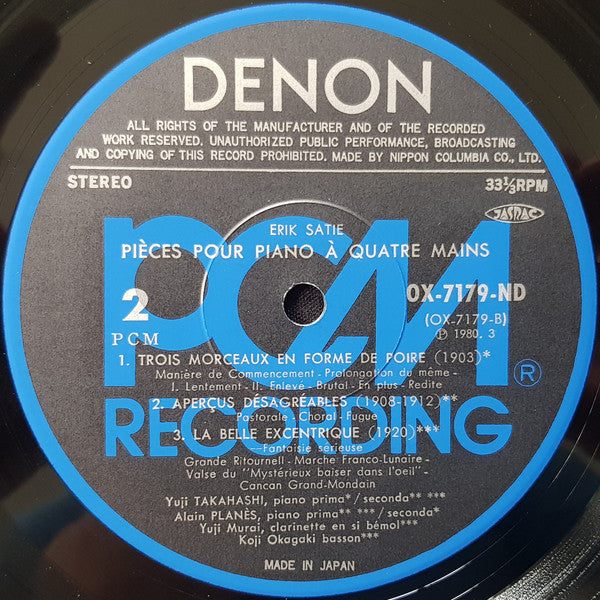 DENON
ALL RIGHTS OF THE MANUFACTURER AND OF THE RECORDED
WORK RESERVED. UNAUTHORIZED PUBLIC PERFORMANCE, BROADCASTING
AND COPYING OF THIS RECORD PROHIBITED. MADE BY NIPPON COLUMBIA CO., LTD.
STEREO
33⅓RPM
JASRAC
PCM
RECORDING
®
ERIK SATIE
PIÈCES POUR PIANO À QUATRE MAINS
2
PCM
OX-7179-ND
(OX-7179-B)
℗ 1980. 3
1. TROIS MORCEAUX EN FORME DE POIRE (1903)*
Manière de Commencement - Prolongation du même -
I. Lentement - II. Enlevé - Brutal - En plus - Redite
2. APERÇUS DÉSAGRÉABLES (1908-1912)**
Pastorale - Choral - Fugue
3. LA BELLE EXCENTRIQUE (1920)***
—Fantaisie sérieuse
Grande Ritournell - Marche Franco-Lunaire -
Valse du "Mystérieux baiser dans l'oeil" -
Cancan Grand-Mondain
Yuji TAKAHASHI, piano prima*/seconda** ***
Alain PLANÈS, piano prima** ***/seconda*
Yuji Murai, clarinette en si bémol***
Koji Okagaki basson***
MADE IN JAPAN